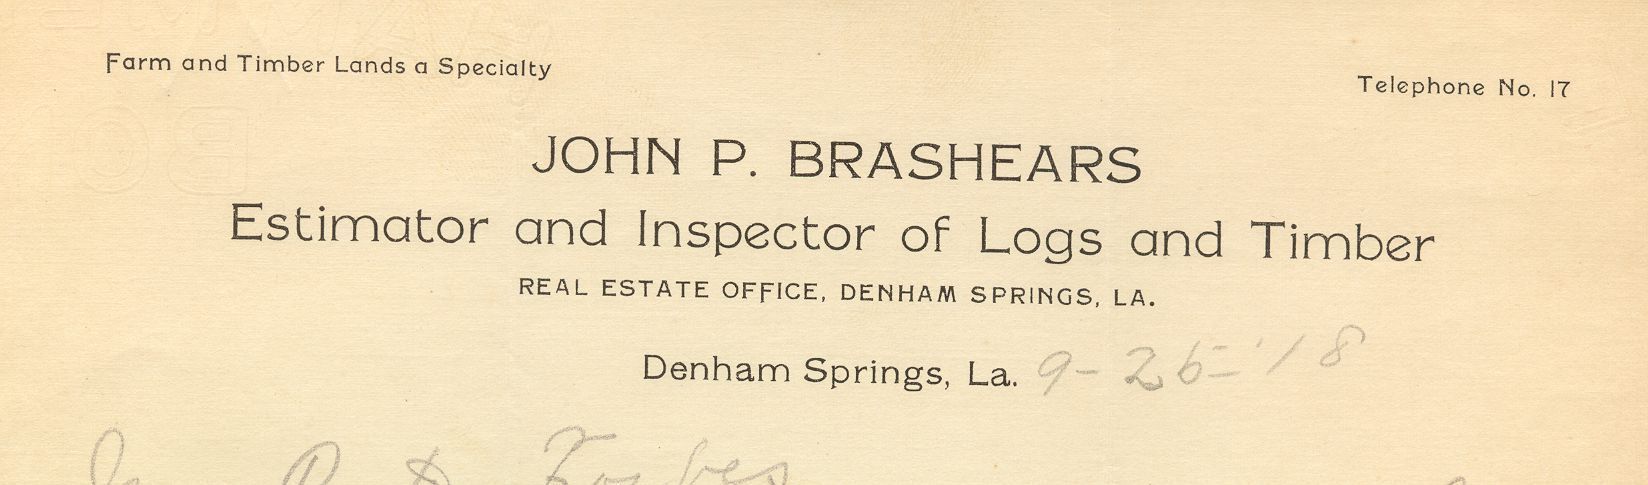 Farm and Timber Lands a Specialty
Telephone No. 17
JOHN P. BRASHEARS
Estimator and Inspector of Logs and Timber
REAL ESTATE OFFICE, DENHAM SPRINGS, LA.
Denham Springs, La. 9-25-'18